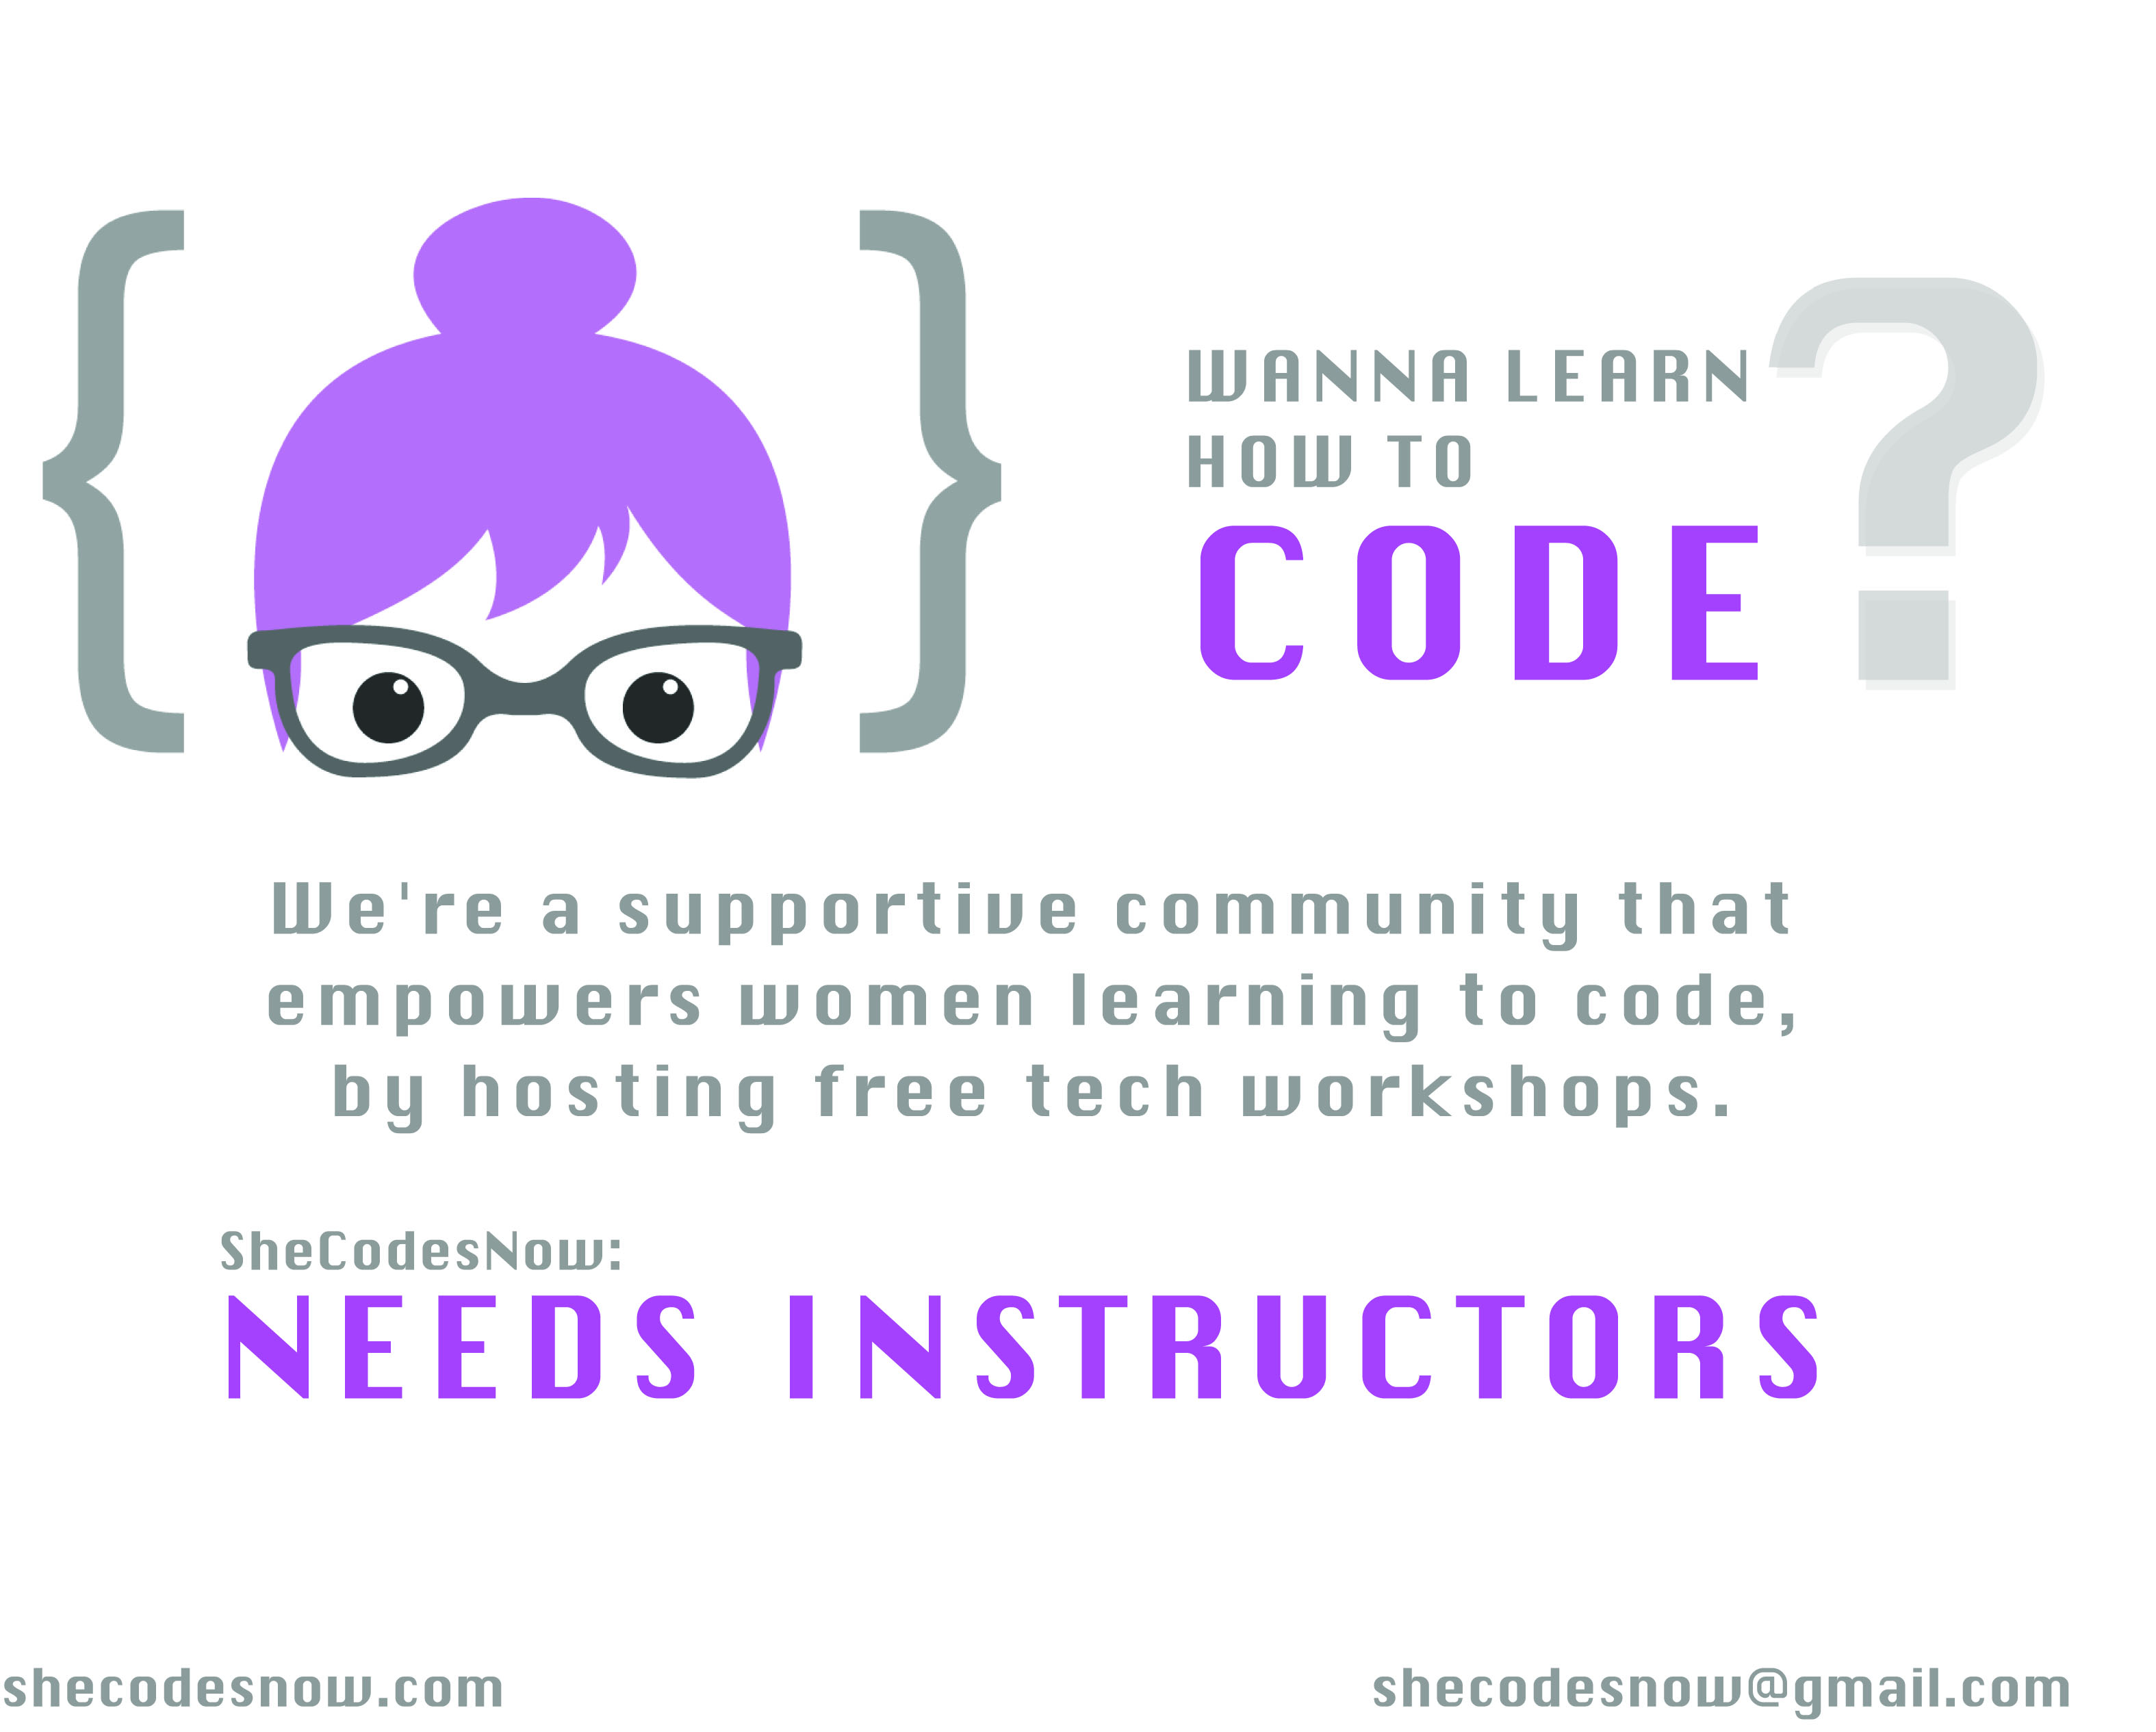 WANNA LEARN
HOW TO
CODE?
We're a supportive community that
empowers women learning to code,
by hosting free tech workshops.
SheCodesNow:
NEEDS INSTRUCTORS
shecodesnow.com
shecodesnow@gmail.com